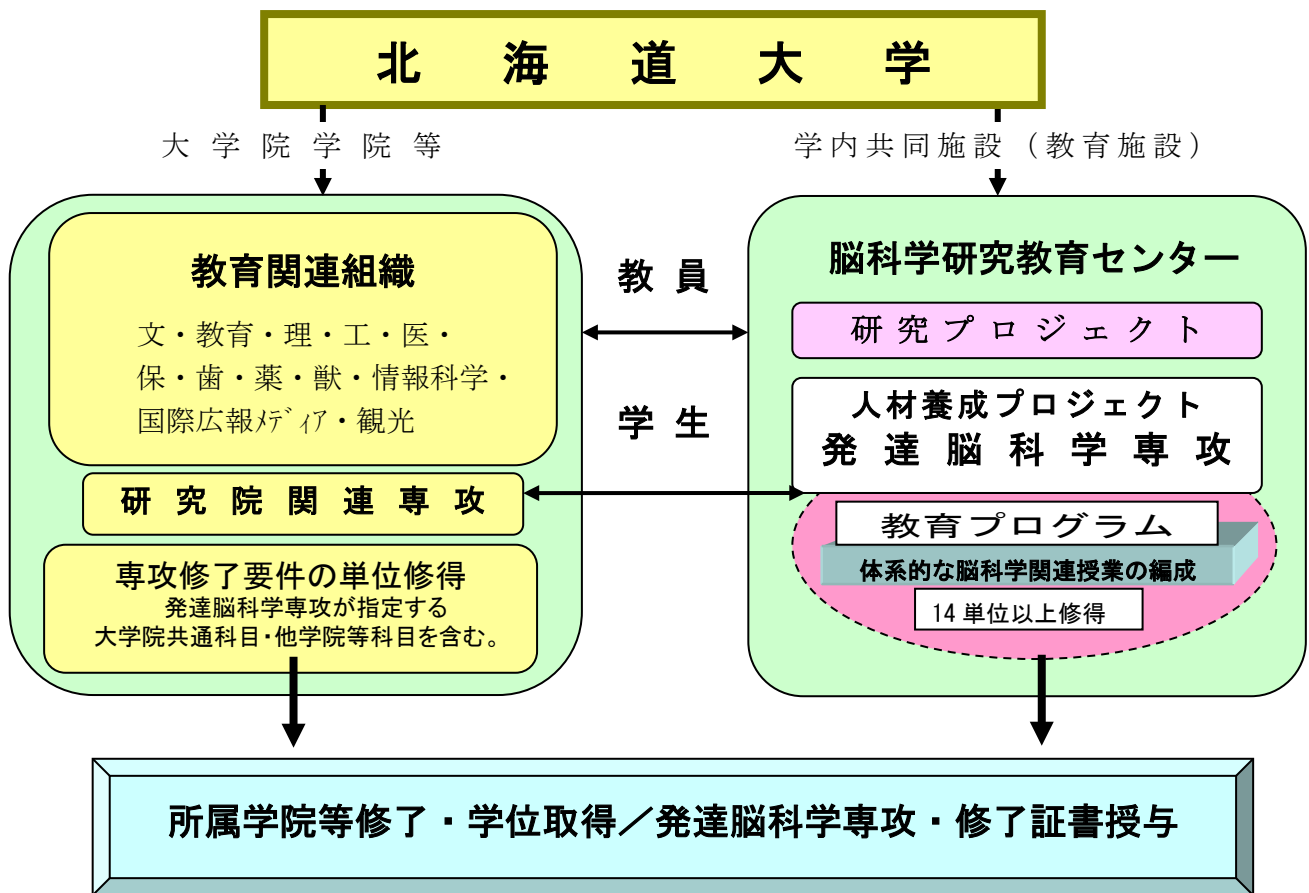 北海道大学
大学院学院等
学内共同施設(教育施設)
教育関連組織
文・教育・理・工・医・
保・歯・薬・獣・情報科学・
国際広報ﾒﾃﾞｨｱ・観光
研究院関連専攻
専攻修了要件の単位修得
発達脳科学専攻が指定する
大学院共通科目・他学院等科目を含む。
教員
学生
脳科学研究教育センター
研究プロジェクト
人材養成プロジェクト
発達脳科学専攻
教育プログラム
体系的な脳科学関連授業の編成
14単位以上修得
所属学院等修了・学位取得／発達脳科学専攻・修了証書授与